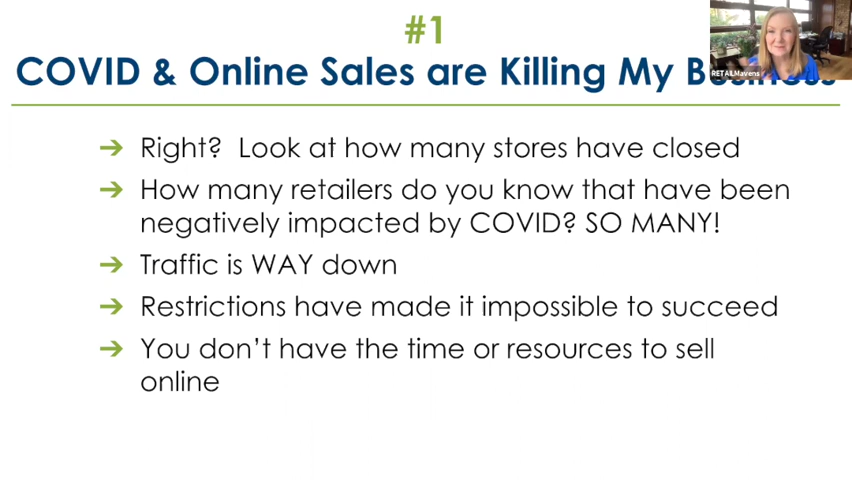 #1
COVID & Online Sales are Killing My Business
RETAILMavens
➔ Right? Look at how many stores have closed
➔ How many retailers do you know that have been
negatively impacted by COVID? SO MANY!
➔ Traffic is WAY down
➔ Restrictions have made it impossible to succeed
➔ You don't have the time or resources to sell
online